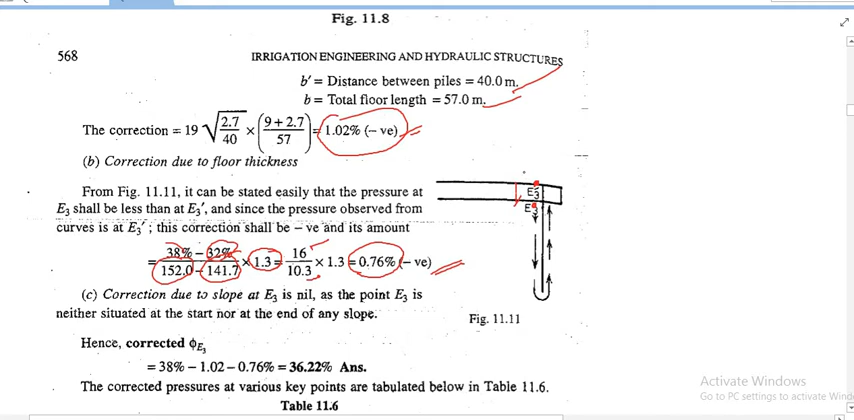 Fig. 11.8
568 IRRIGATION ENGINEERING AND HYDRAULIC STRUCTURES
b′ = Distance between piles = 40.0 m.
b = Total floor length = 57.0 m.
The correction = 19 √(2.7/40) × (9 + 2.7/57) = 1.02% (− ve)
(b) Correction due to floor thickness
From Fig. 11.11, it can be stated easily that the pressure at
E₃ shall be less than at E₃′, and since the pressure observed from
curves is at E₃′ ; this correction shall be − ve and its amount
= (38% − 32%)/(152.0 − 141.7) × 1.3 = 16/10.3 × 1.3 = 0.76% (− ve)
(c) Correction due to slope at E₃ is nil, as the point E₃ is
neither situated at the start nor at the end of any slope.
Fig. 11.11
Hence, corrected ϕE₃
= 38% − 1.02 − 0.76% = 36.22% Ans.
The corrected pressures at various key points are tabulated below in Table 11.6.
Table 11.6
Activate Windows
Go to PC settings to activate Wind